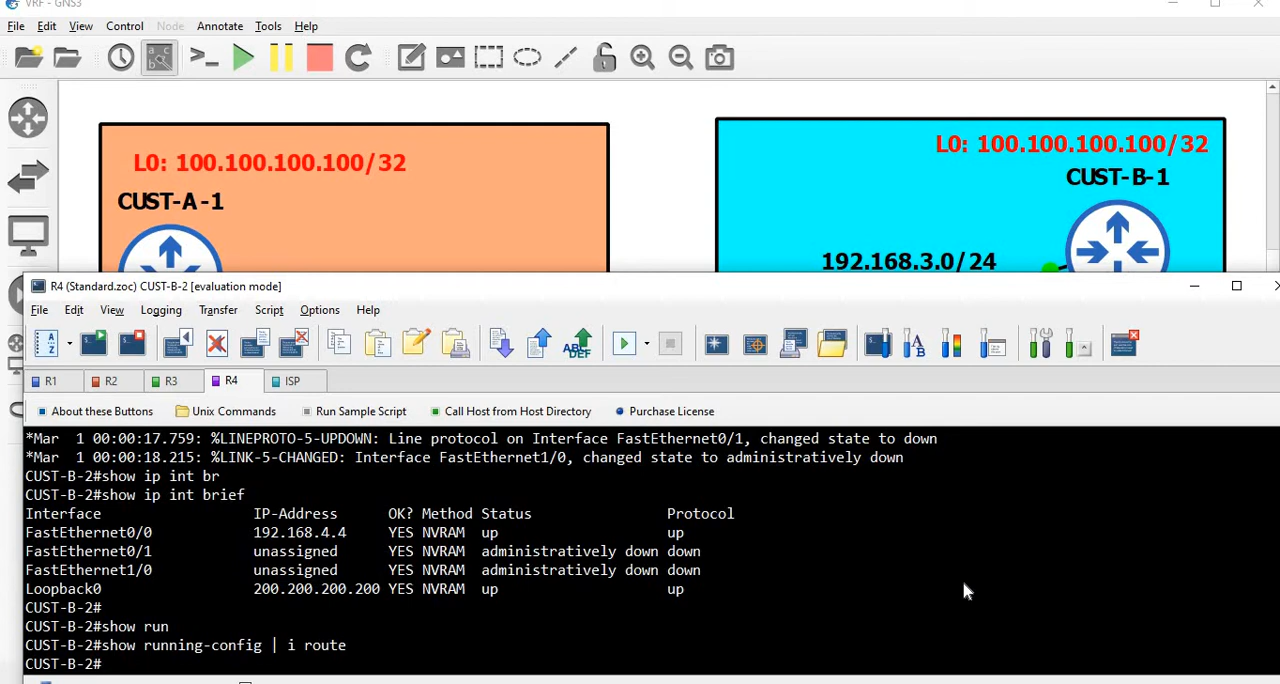 VRF - GNS3
File Edit View Control Node Annotate Tools Help
L0: 100.100.100.100/32
CUST-A-1
L0: 100.100.100.100/32
CUST-B-1
192.168.3.0/24
R4 (Standard.zoc) CUST-B-2 [evaluation mode]
File Edit View Logging Transfer Script Options Help
R1 R2 R3 R4 ISP
About these Buttons Unix Commands Run Sample Script Call Host from Host Directory Purchase License
*Mar  1 00:00:17.759: %LINEPROTO-5-UPDOWN: Line protocol on Interface FastEthernet0/1, changed state to down
*Mar  1 00:00:18.215: %LINK-5-CHANGED: Interface FastEthernet1/0, changed state to administratively down
CUST-B-2#show ip int br
CUST-B-2#show ip int brief
Interface                  IP-Address      OK? Method Status                Protocol
FastEthernet0/0            192.168.4.4     YES NVRAM  up                    up
FastEthernet0/1            unassigned      YES NVRAM  administratively down down
FastEthernet1/0            unassigned      YES NVRAM  administratively down down
Loopback0                  200.200.200.200 YES NVRAM  up                    up
CUST-B-2#
CUST-B-2#show run
CUST-B-2#show running-config | i route
CUST-B-2#